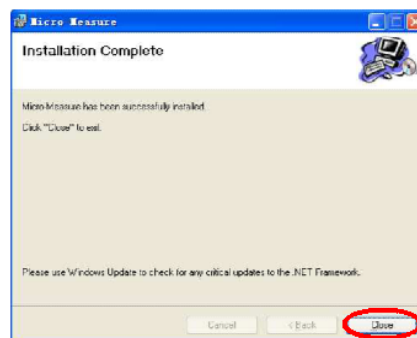 Micro Measure
Installation Complete
Micro Measure has been successfully installed.
Click "Close" to exit.
Please use Windows Update to check for any critical updates to the .NET Framework.
Cancel
< Back
Close